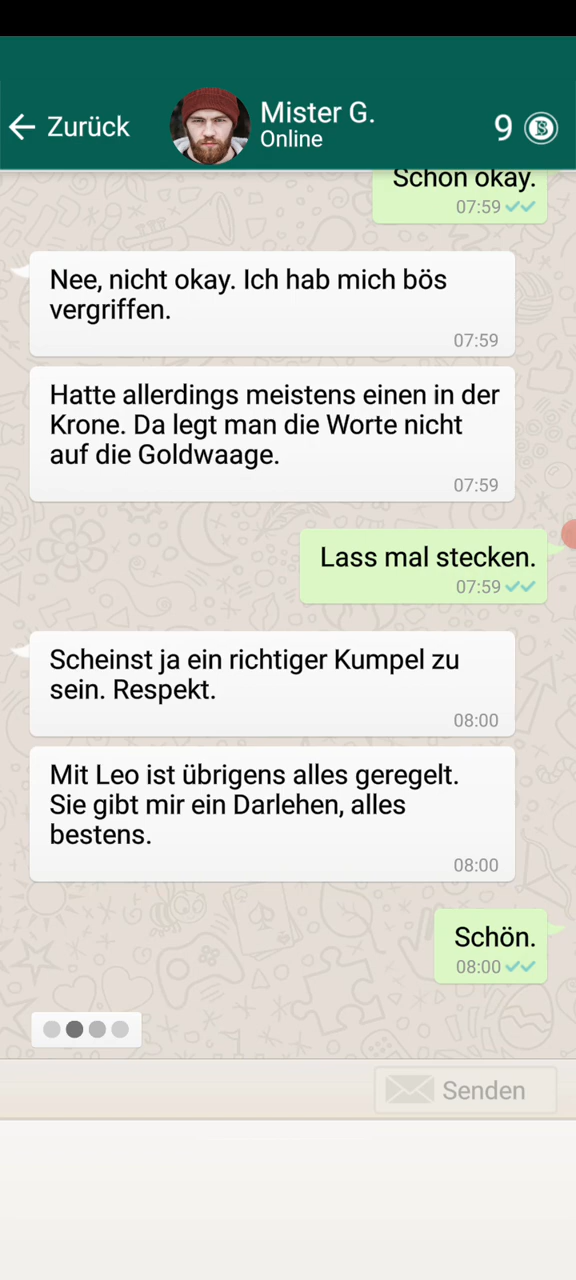 Zurück
Mister G.
Online
9
Schon okay.
07:59
Nee, nicht okay. Ich hab mich bös
vergriffen.
07:59
Hatte allerdings meistens einen in der
Krone. Da legt man die Worte nicht
auf die Goldwaage.
07:59
Lass mal stecken.
07:59
Scheinst ja ein richtiger Kumpel zu
sein. Respekt.
08:00
Mit Leo ist übrigens alles geregelt.
Sie gibt mir ein Darlehen, alles
bestens.
08:00
Schön.
08:00
Senden